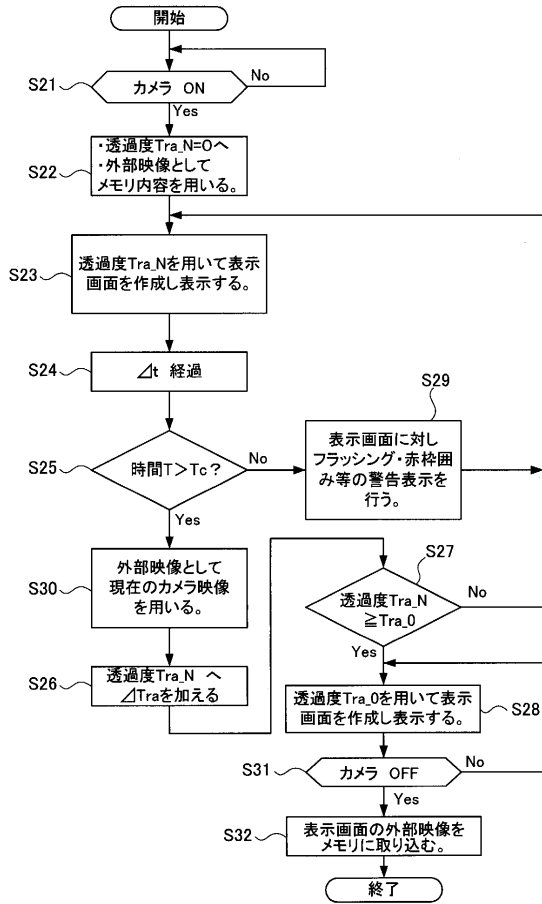 開始
S21
カメラ ON
No
Yes
S22
・透過度Tra_N=0へ
・外部映像として
メモリ内容を用いる。
S23
透過度Tra_Nを用いて表示
画面を作成し表示する。
S24
⊿t 経過
S25
時間T>Tc?
No
Yes
S29
表示画面に対し
フラッシング・赤枠囲
み等の警告表示を
行う。
S30
外部映像として
現在のカメラ映像
を用いる。
S26
透過度Tra_N へ
⊿Traを加える
S27
透過度Tra_N
≧Tra_0
No
Yes
透過度Tra_0を用いて表示
画面を作成し表示する。
S28
S31
カメラ OFF
No
Yes
S32
表示画面の外部映像を
メモリに取り込む。
終了